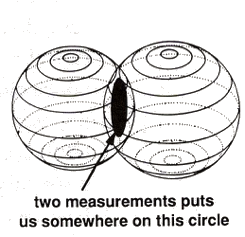 two measurements puts
us somewhere on this circle